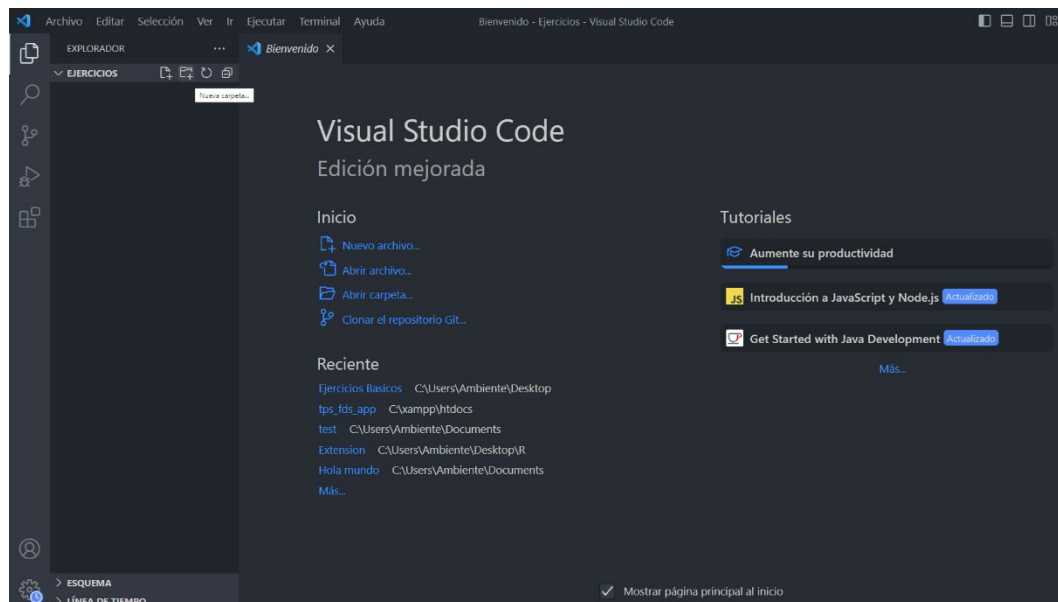 Archivo Editar Selección Ver Ir Ejecutar Terminal Ayuda
Bienvenido - Ejercicios - Visual Studio Code
EXPLORADOR
Bienvenido
EJERCICIOS
Nueva carpeta...
Visual Studio Code
Edición mejorada
Inicio
Nuevo archivo...
Abrir archivo...
Abrir carpeta...
Clonar el repositorio Git...
Reciente
Ejercicios Basicos C:\Users\Ambiente\Desktop
tps_fds_app C:\xampp\htdocs
test C:\Users\Ambiente\Documents
Extension C:\Users\Ambiente\Desktop\R
Hola mundo C:\Users\Ambiente\Documents
Más...
Tutoriales
Aumente su productividad
JS Introducción a JavaScript y Node.js Actualizado
Get Started with Java Development Actualizado
Más...
ESQUEMA
LÍNEA DE TIEMPO
Mostrar página principal al inicio